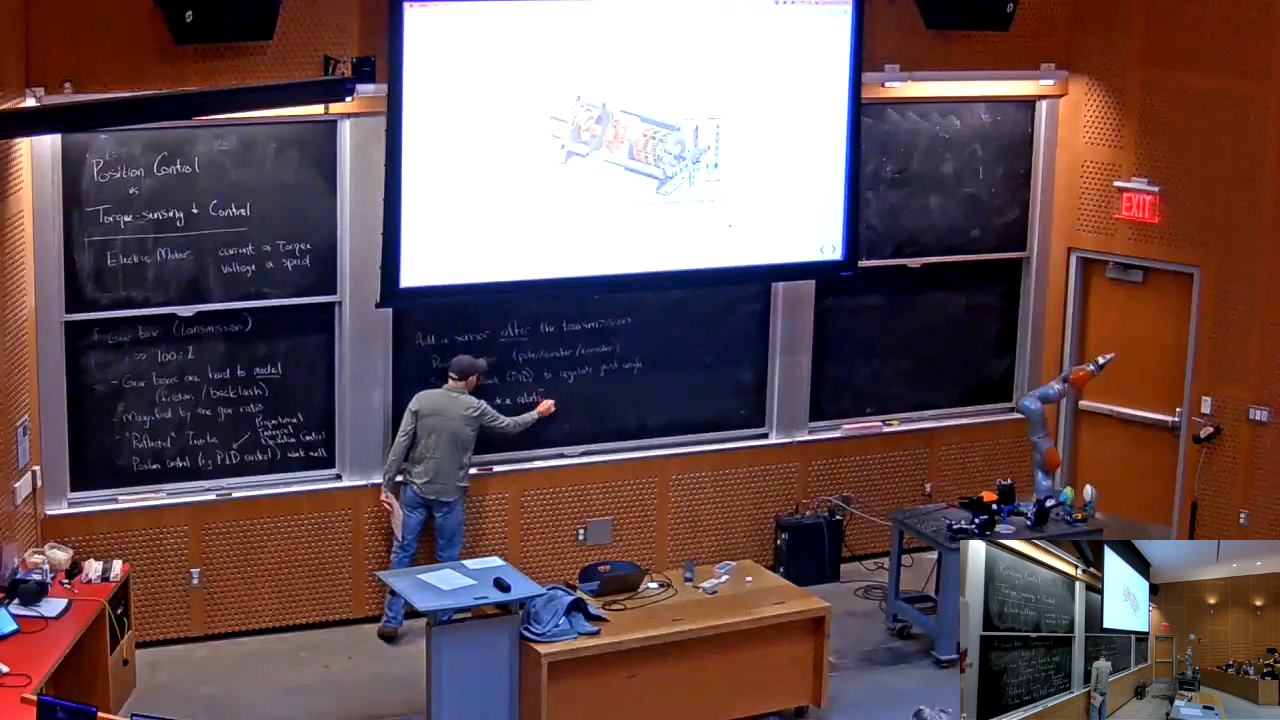 Position Control
vs
Torque-sensing + Control
Electric Motor
current α Torque
voltage α speed
Gear box (transmission)
≈ 100:1
- Gear boxes are hard to model
(friction / backlash)
Magnified by the gear ratio
"Reflected" Inertia
Proportional
Integral
Derivative Control
- Position control (e.g. PID control) work well
Add a sensor after the transmission
(potentiometer/encoder)
(PID) to regulate joint angle
EXIT